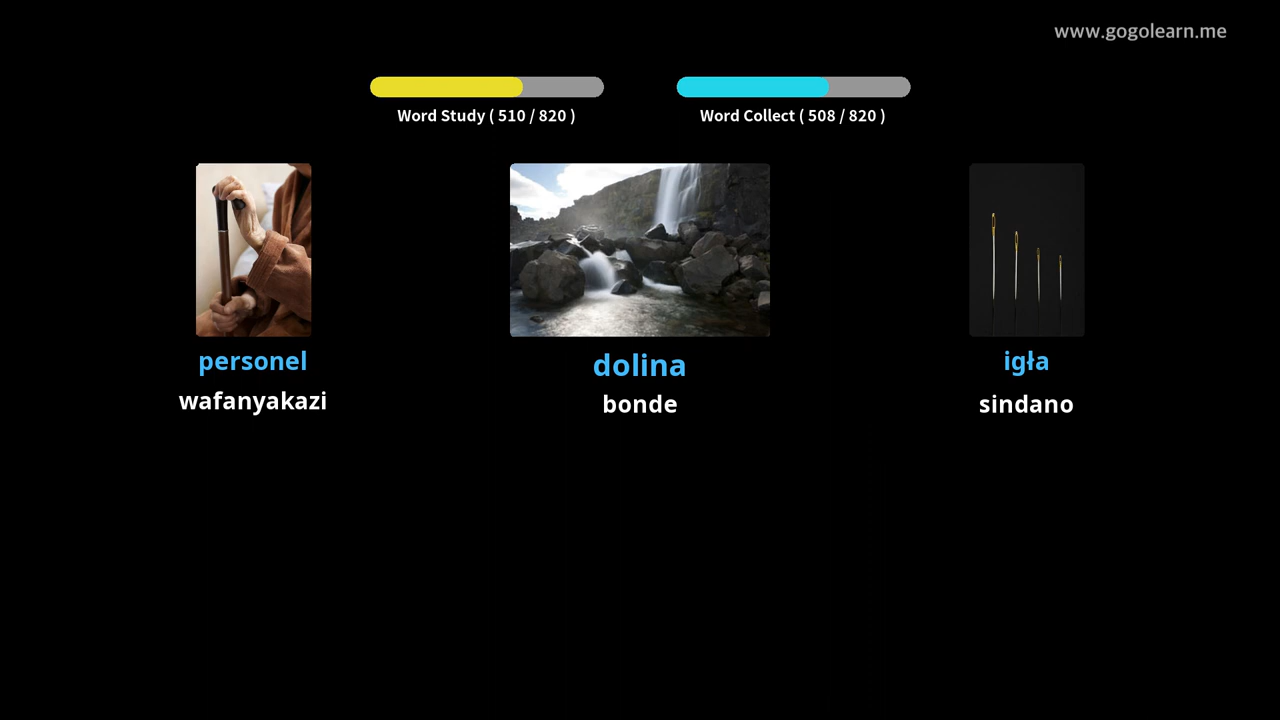 www.gogolearn.me
Word Study ( 510 / 820 )
Word Collect ( 508 / 820 )
personel
wafanyakazi
dolina
bonde
igła
sindano